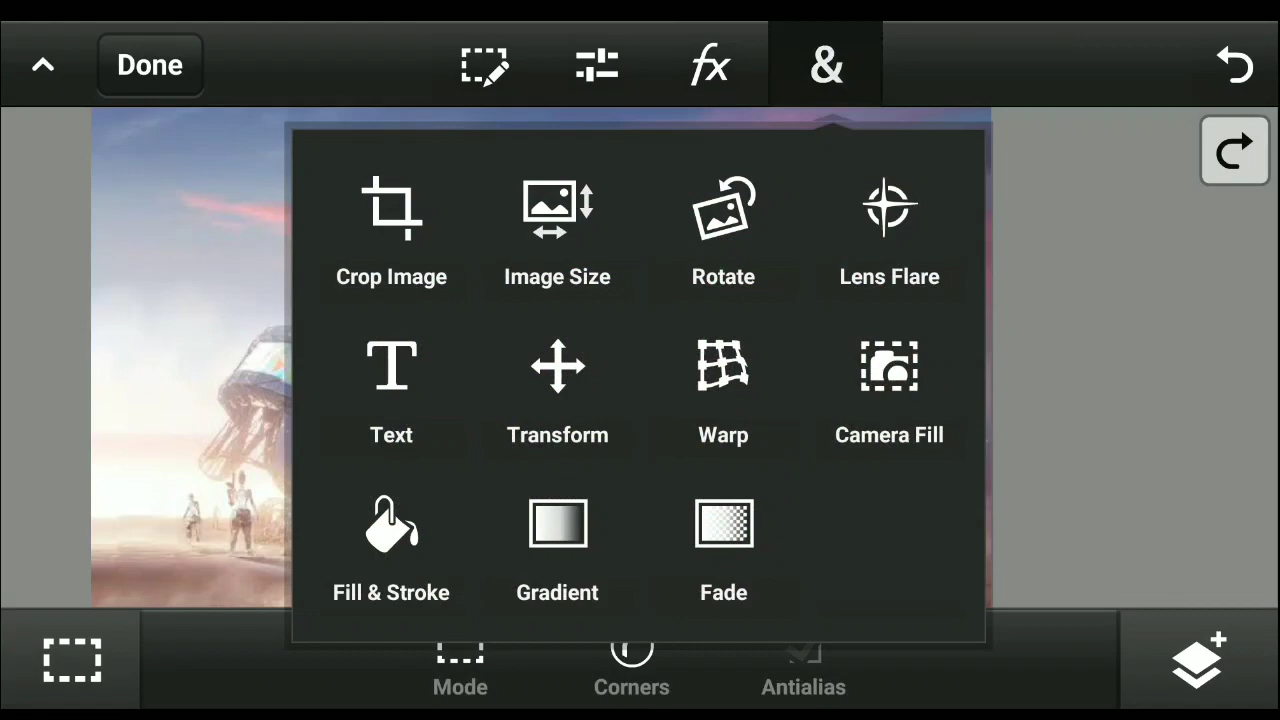 Done fx &
Crop Image Image Size Rotate Lens Flare
Text Transform Warp Camera Fill
Fill & Stroke Gradient Fade
Mode Corners Antialias